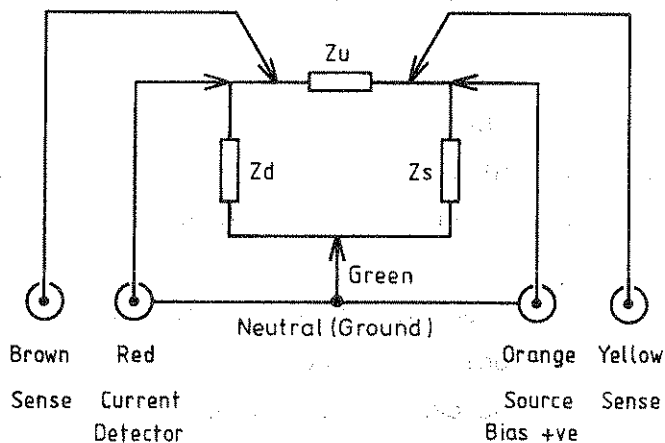 Zu
Zd
Zs
Green
Neutral (Ground)
Brown Red Orange Yellow
Sense Current Source Sense
Detector Bias +ve